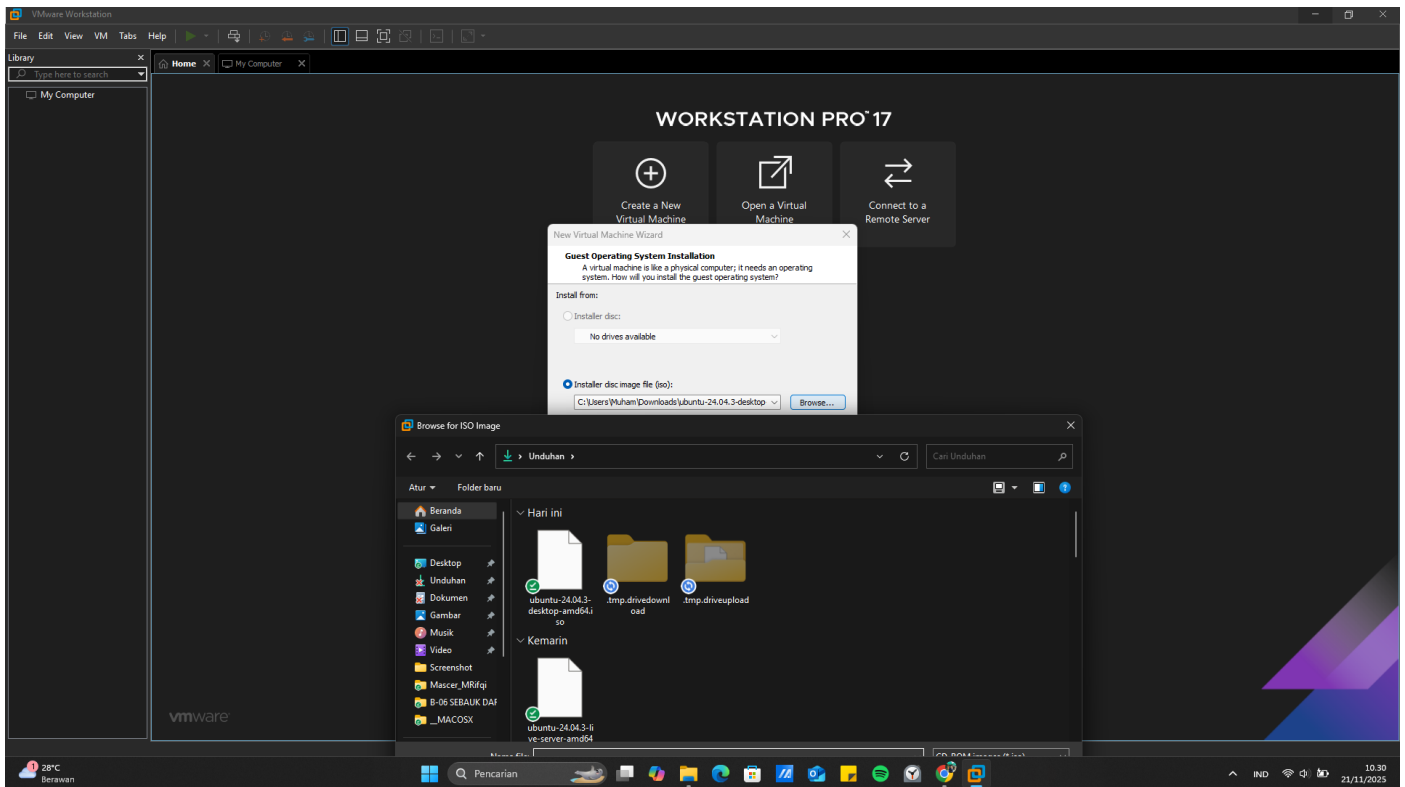 VMware Workstation
File Edit View VM Tabs Help
Library
Type here to search
My Computer
Home
My Computer
WORKSTATION PRO™ 17
Create a New
Virtual Machine
Open a Virtual
Machine
Connect to a
Remote Server
New Virtual Machine Wizard
Guest Operating System Installation
A virtual machine is like a physical computer; it needs an operating
system. How will you install the guest operating system?
Install from:
Installer disc:
No drives available
Installer disc image file (iso):
C:\Users\Muham\Downloads\ubuntu-24.04.3-desktop
Browse...
Browse for ISO Image
Unduhan
Cari Unduhan
Atur
Folder baru
Beranda
Galeri
Desktop
Unduhan
Dokumen
Gambar
Musik
Video
Screenshot
Mascer_MRifqi
B-06 SEBAUK DAF
__MACOSX
Hari ini
ubuntu-24.04.3-
desktop-amd64.i
so
.tmp.drivedownl
oad
.tmp.driveupload
Kemarin
ubuntu-24.04.3-li
ve-server-amd64
vmware
1
28°C
Berawan
Pencarian
IND
10.30
21/11/2025